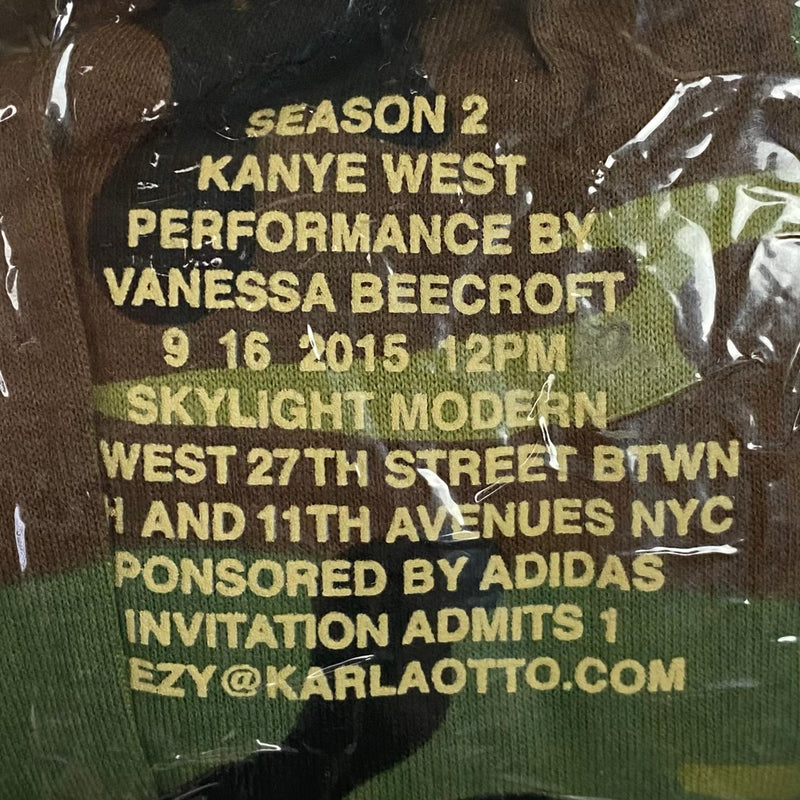 SEASON 2
KANYE WEST
PERFORMANCE BY
VANESSA BEECROFT
9 16 2015 12PM
SKYLIGHT MODERN
WEST 27TH STREET BTWN
H AND 11TH AVENUES NYC
PONSORED BY ADIDAS
INVITATION ADMITS 1
EZY@KARLAOTTO.COM